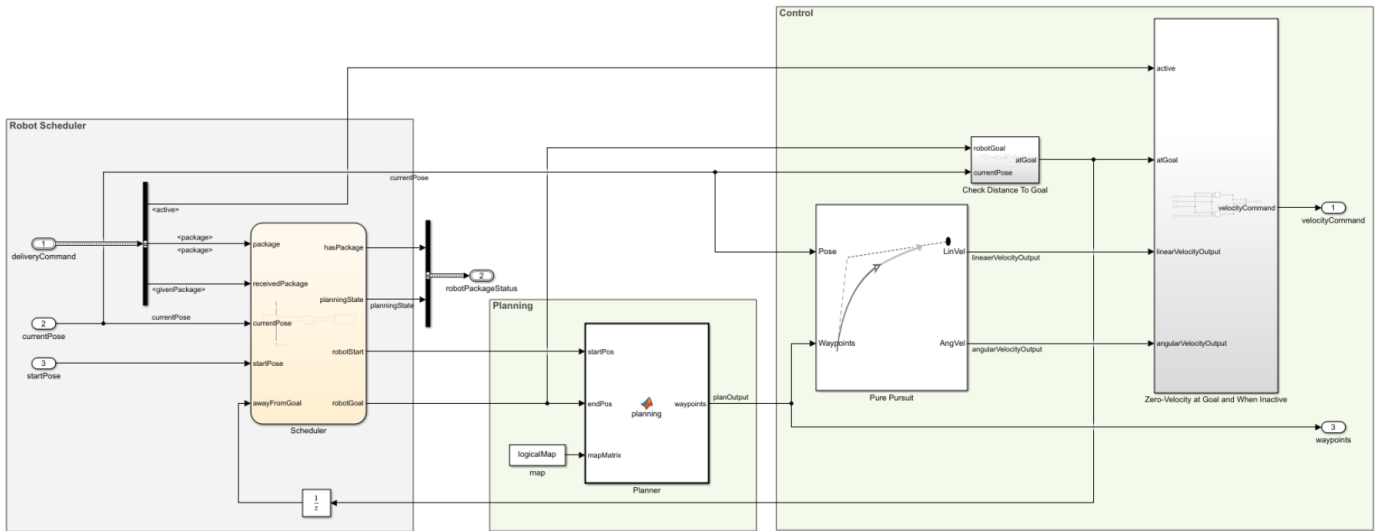 Control
active
Robot Scheduler
robotGoal
atGoal
atGoal
currentPose
Check Distance To Goal
currentPose
<active>
velocityCommand
1
velocityCommand
1
deliveryCommand
<package>
<package>
package
hasPackage
Pose
LinVel
lineaerVelocityOutput
linearVelocityOutput
2
robotPackageStatus
<givenPackage>
receivedPackage
planningState
planningState
Planning
2
currentPose
currentPose
currentPose
3
startPose
startPose
robotStart
startPos
Waypoints
AngVel
angularVelocityOutput
angularVelocityOutput
Pure Pursuit
Zero-Velocity at Goal and When Inactive
awayFromGoal
robotGoal
endPos
planning
waypoints
planOutput
Scheduler
3
waypoints
logicalMap
map
mapMatrix
Planner
1
z